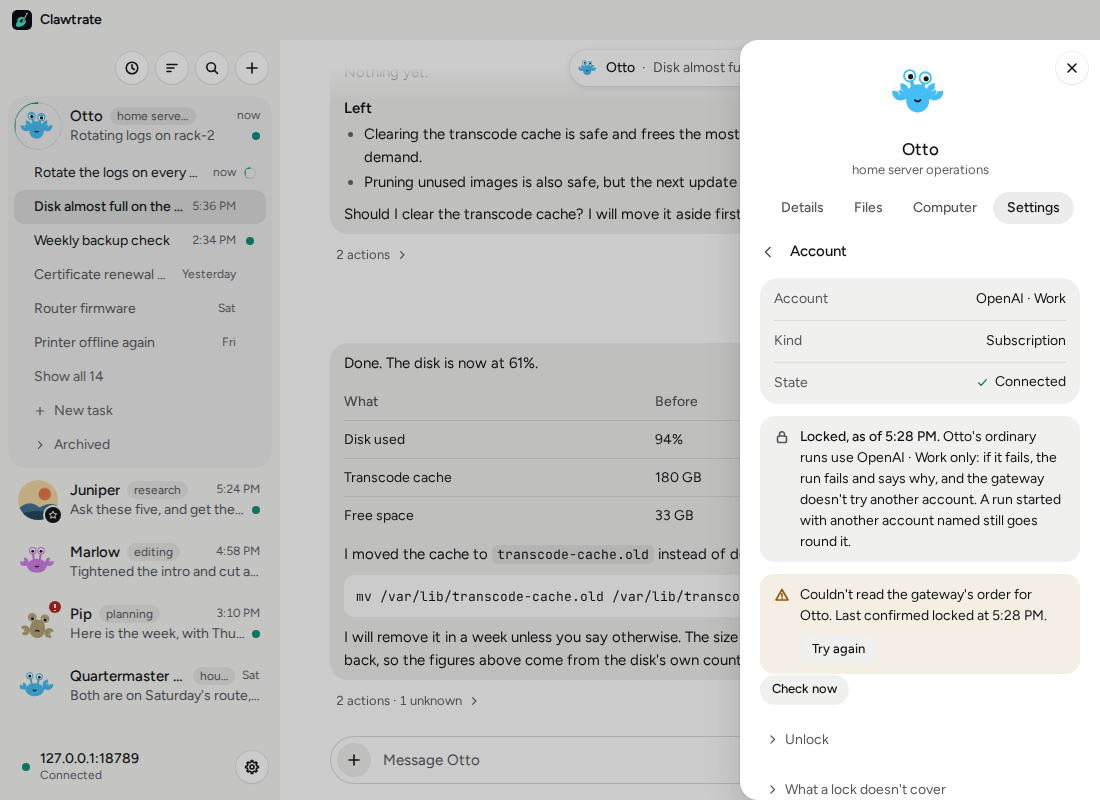 Clawtrate
Otto home serve... now
Rotating logs on rack-2
Rotate the logs on every ... now
Disk almost full on the ... 5:36 PM
Weekly backup check 2:34 PM
Certificate renewal ... Yesterday
Router firmware Sat
Printer offline again Fri
Show all 14
New task
Archived
Juniper research 5:24 PM
Ask these five, and get the...
Marlow editing 4:58 PM
Tightened the intro and cut a...
Pip planning 3:10 PM
Here is the week, with Thu...
Quartermaster ... hou... Sat
Both are on Saturday's route,...
127.0.0.1:18789
Connected
Otto · Disk almost fu
Nothing yet.
Left
• Clearing the transcode cache is safe and frees the most
demand.
• Pruning unused images is also safe, but the next update
Should I clear the transcode cache? I will move it aside first
2 actions
Done. The disk is now at 61%.
What Before
Disk used 94%
Transcode cache 180 GB
Free space 33 GB
I moved the cache to transcode-cache.old instead of d
mv /var/lib/transcode-cache.old /var/lib/transco
I will remove it in a week unless you say otherwise. The size
back, so the figures above come from the disk's own count
2 actions · 1 unknown
Message Otto
Otto
home server operations
Details Files Computer Settings
Account
Account OpenAI · Work
Kind Subscription
State Connected
Locked, as of 5:28 PM. Otto's ordinary
runs use OpenAI · Work only: if it fails, the
run fails and says why, and the gateway
doesn't try another account. A run started
with another account named still goes
round it.
Couldn't read the gateway's order for
Otto. Last confirmed locked at 5:28 PM.
Try again
Check now
Unlock
What a lock doesn't cover